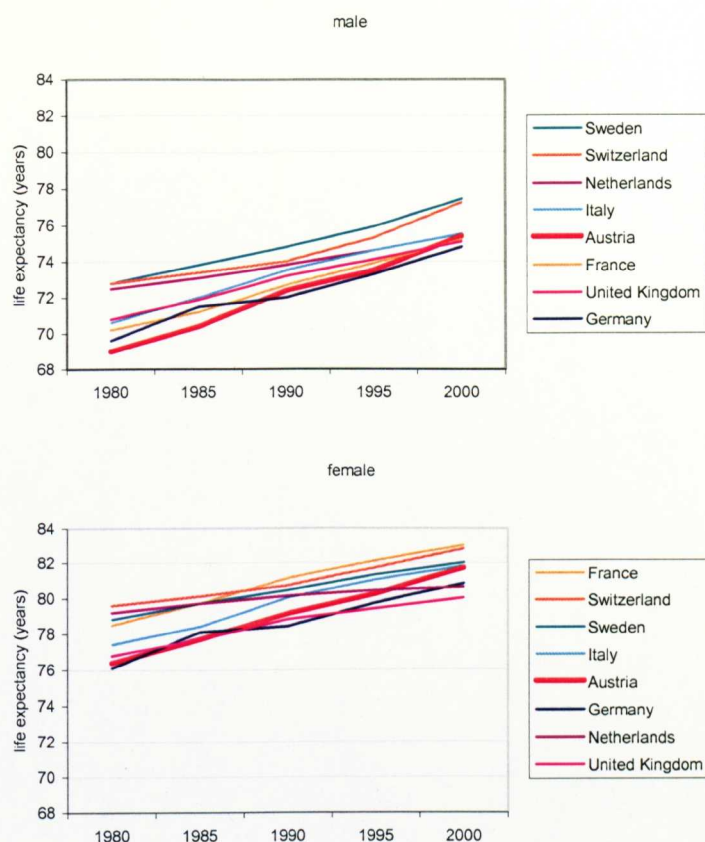 male
life expectancy (years)
84
82
80
78
76
74
72
70
68
1980 1985 1990 1995 2000
Sweden
Switzerland
Netherlands
Italy
Austria
France
United Kingdom
Germany
female
life expectancy (years)
84
82
80
78
76
74
72
70
68
1980 1985 1990 1995 2000
France
Switzerland
Sweden
Italy
Austria
Germany
Netherlands
United Kingdom